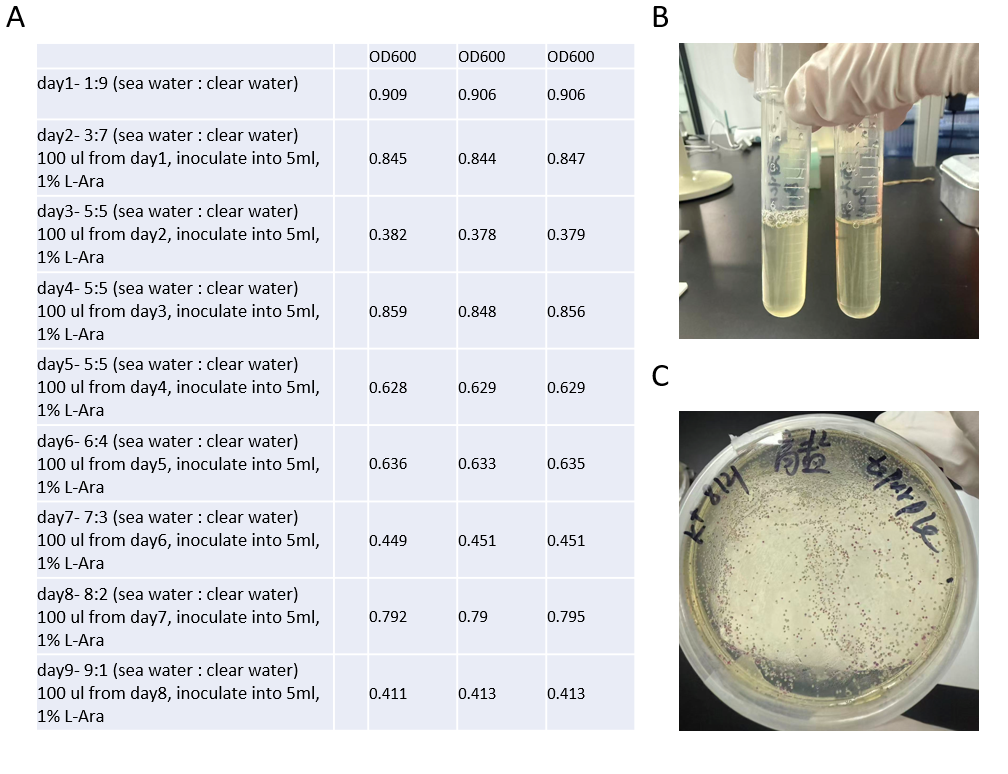 A
OD600 OD600 OD600
day1- 1:9 (sea water : clear water)
0.909 0.906 0.906
day2- 3:7 (sea water : clear water)
100 ul from day1, inoculate into 5ml,
1% L-Ara
0.845 0.844 0.847
day3- 5:5 (sea water : clear water)
100 ul from day2, inoculate into 5ml,
1% L-Ara
0.382 0.378 0.379
day4- 5:5 (sea water : clear water)
100 ul from day3, inoculate into 5ml,
1% L-Ara
0.859 0.848 0.856
day5- 5:5 (sea water : clear water)
100 ul from day4, inoculate into 5ml,
1% L-Ara
0.628 0.629 0.629
day6- 6:4 (sea water : clear water)
100 ul from day5, inoculate into 5ml,
1% L-Ara
0.636 0.633 0.635
day7- 7:3 (sea water : clear water)
100 ul from day6, inoculate into 5ml,
1% L-Ara
0.449 0.451 0.451
day8- 8:2 (sea water : clear water)
100 ul from day7, inoculate into 5ml,
1% L-Ara
0.792 0.79 0.795
day9- 9:1 (sea water : clear water)
100 ul from day8, inoculate into 5ml,
1% L-Ara
0.411 0.413 0.413
B
C
高盐